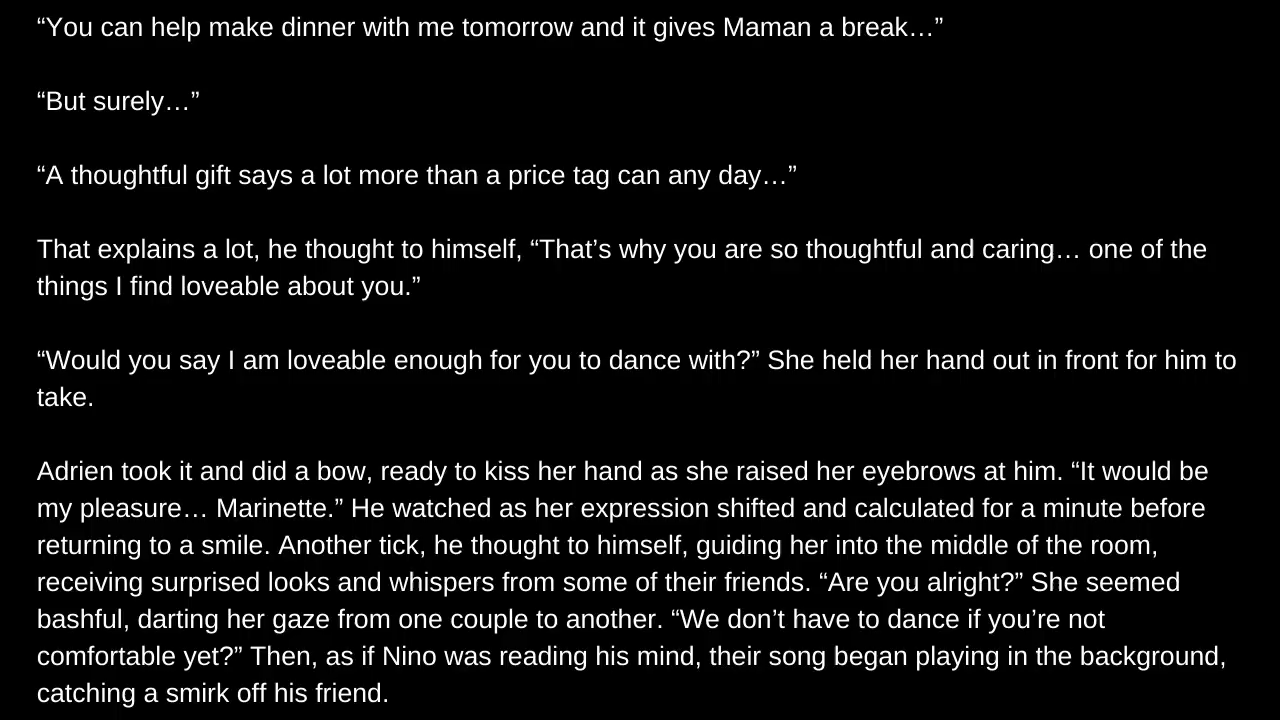 “You can help make dinner with me tomorrow and it gives Maman a break…”
“But surely…”
“A thoughtful gift says a lot more than a price tag can any day…”
That explains a lot, he thought to himself, “That’s why you are so thoughtful and caring… one of the
things I find loveable about you.”
“Would you say I am loveable enough for you to dance with?” She held her hand out in front for him to
take.
Adrien took it and did a bow, ready to kiss her hand as she raised her eyebrows at him. “It would be
my pleasure… Marinette.” He watched as her expression shifted and calculated for a minute before
returning to a smile. Another tick, he thought to himself, guiding her into the middle of the room,
receiving surprised looks and whispers from some of their friends. “Are you alright?” She seemed
bashful, darting her gaze from one couple to another. “We don’t have to dance if you’re not
comfortable yet?” Then, as if Nino was reading his mind, their song began playing in the background,
catching a smirk off his friend.